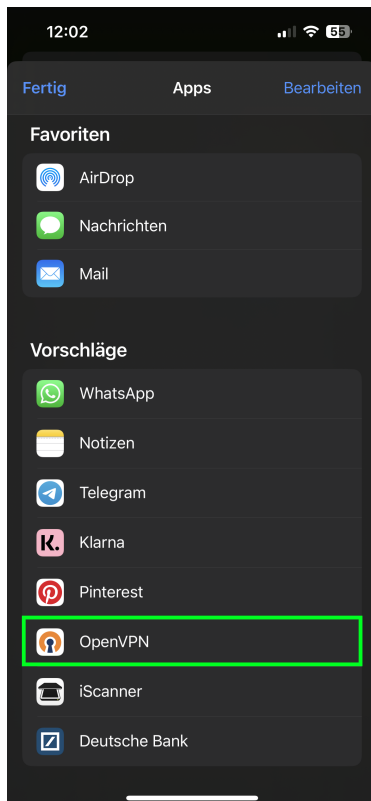 12:02
55
Fertig Apps Bearbeiten
Favoriten
AirDrop
Nachrichten
Mail
Vorschläge
WhatsApp
Notizen
Telegram
K. Klarna
Pinterest
OpenVPN
iScanner
Deutsche Bank